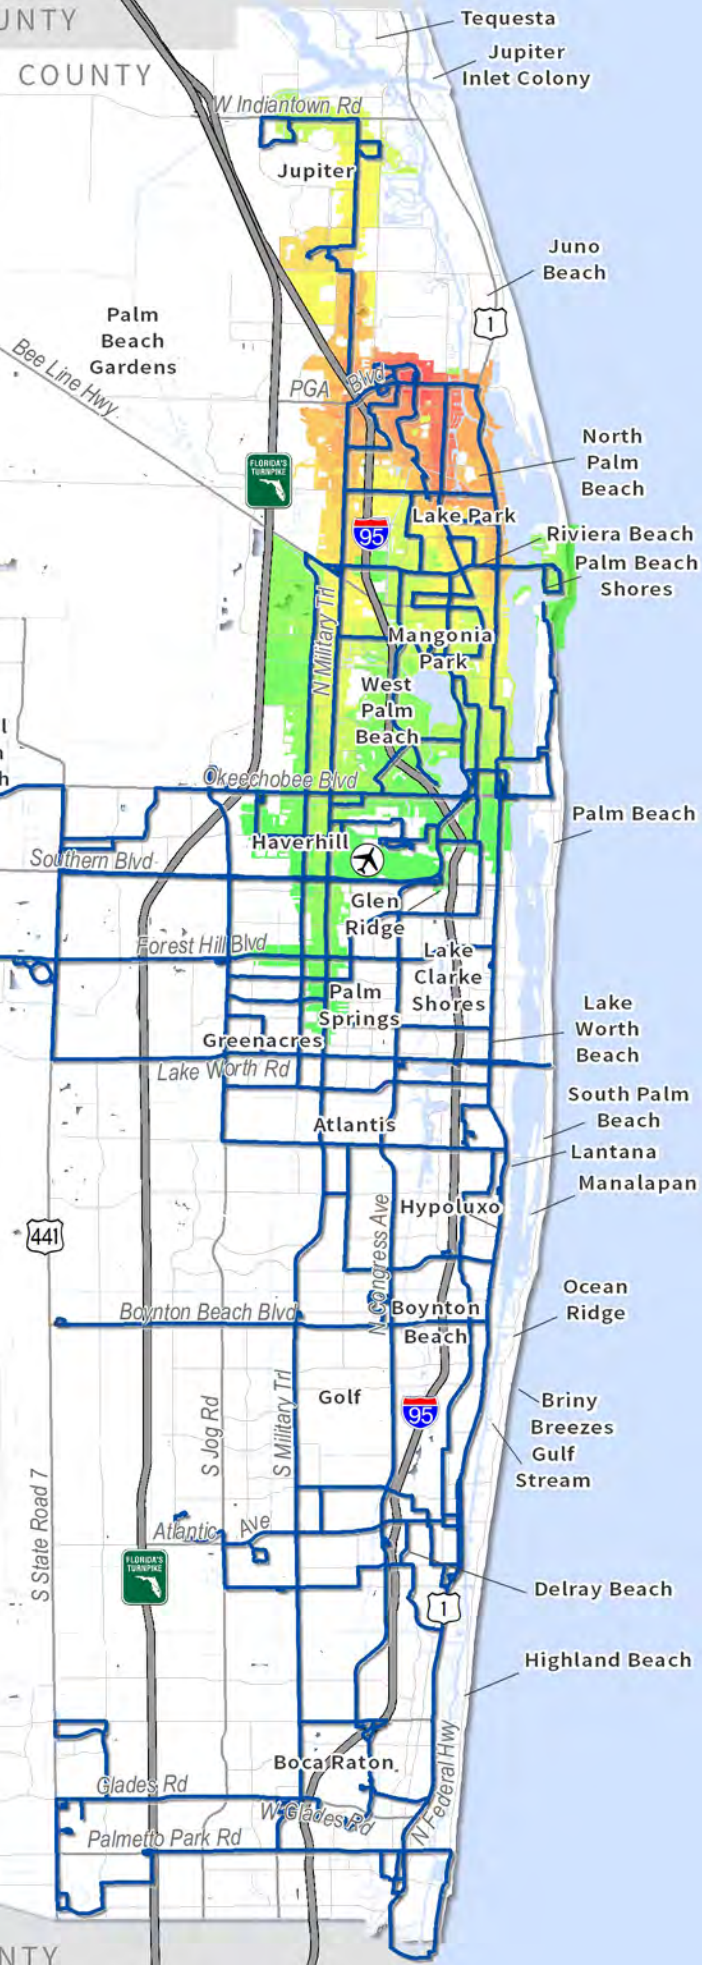 UNTY
Tequesta
Jupiter
Inlet Colony
COUNTY
W Indiantown Rd
Jupiter
Juno
Beach
Palm
Beach
Gardens
1
Bee Line Hwy
PGA Blvd
North
Palm
Beach
FLORIDA'S
TURNPIKE
Lake Park
95
Riviera Beach
Palm Beach
Shores
N Military Trl
Mangonia
Park
West
Palm
Beach
l
h
Okeechobee Blvd
Palm Beach
Haverhill
Southern Blvd
Glen
Ridge
Forest Hill Blvd
Lake
Clarke
Shores
Palm
Springs
Lake
Worth
Beach
Greenacres
Lake Worth Rd
South Palm
Beach
Atlantis
Lantana
Manalapan
Hypoluxo
441
N Congress Ave
Ocean
Ridge
Boynton Beach Blvd
Boynton
Beach
S Jog Rd
S Military Trl
Golf
95
Briny
Breezes
Gulf
Stream
S State Road 7
Atlantic Ave
FLORIDA'S
TURNPIKE
Delray Beach
1
Highland Beach
Boca Raton
N Federal Hwy
Glades Rd
W Glades Rd
Palmetto Park Rd
NTY